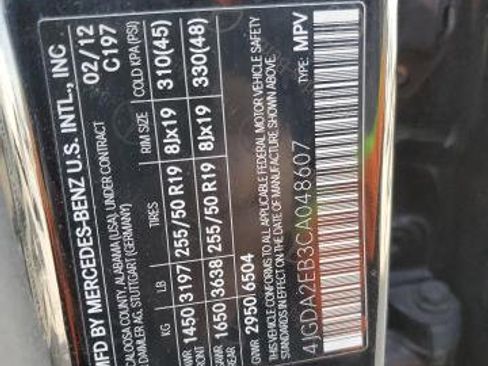 MFD BY MERCEDES-BENZ U.S. INTL., INC
CALOOSA COUNTY, ALABAMA (USA), UNDER CONTRACT
DAIMLER AG, STUTTGART (GERMANY)
02/12
C197
KG LB TIRES RIM SIZE COLD KPA (PSI)
1450 3197 255/50 R19 8Jx19 310(45)
FRONT
1650 3638 255/50 R19 8Jx19 330(48)
GAWR
REAR
GVWR 2950 6504
THIS VEHICLE CONFORMS TO ALL APPLICABLE FEDERAL MOTOR VEHICLE SAFETY
STANDARDS IN EFFECT ON THE DATE OF MANUFACTURE SHOWN ABOVE.
TYPE: MPV
4JGDA2EB3CA048607